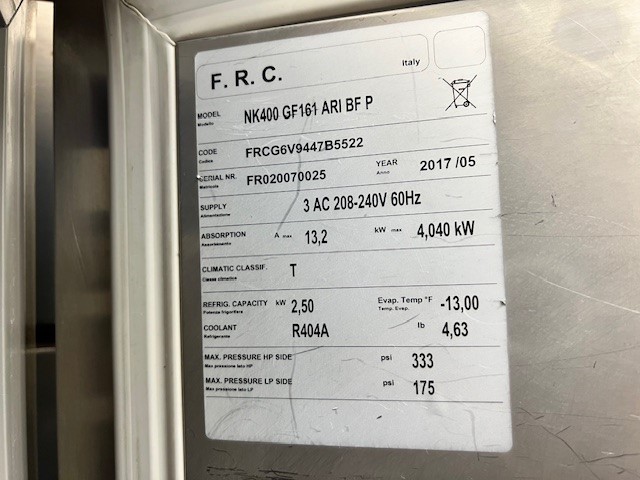 F. R. C.
Italy
MODEL NK400 GF161 ARI BF P
Modello
CODE FRCG6V9447B5522
Codice
SERIAL NR. FR020070025 YEAR 2017 /05
Matricola Anno
SUPPLY 3 AC 208-240V 60Hz
Alimentazione
ABSORPTION A max 13,2 kW max 4,040 kW
Assorbimento
CLIMATIC CLASSIF. T
Classe climatica
REFRIG. CAPACITY kW 2,50 Evap. Temp °F -13,00
Potenza frigorifera Temp. Evap.
COOLANT R404A lb 4,63
Refrigerante
MAX. PRESSURE HP SIDE psi 333
Max pressione lato HP
MAX. PRESSURE LP SIDE psi 175
Max pressione lato LP